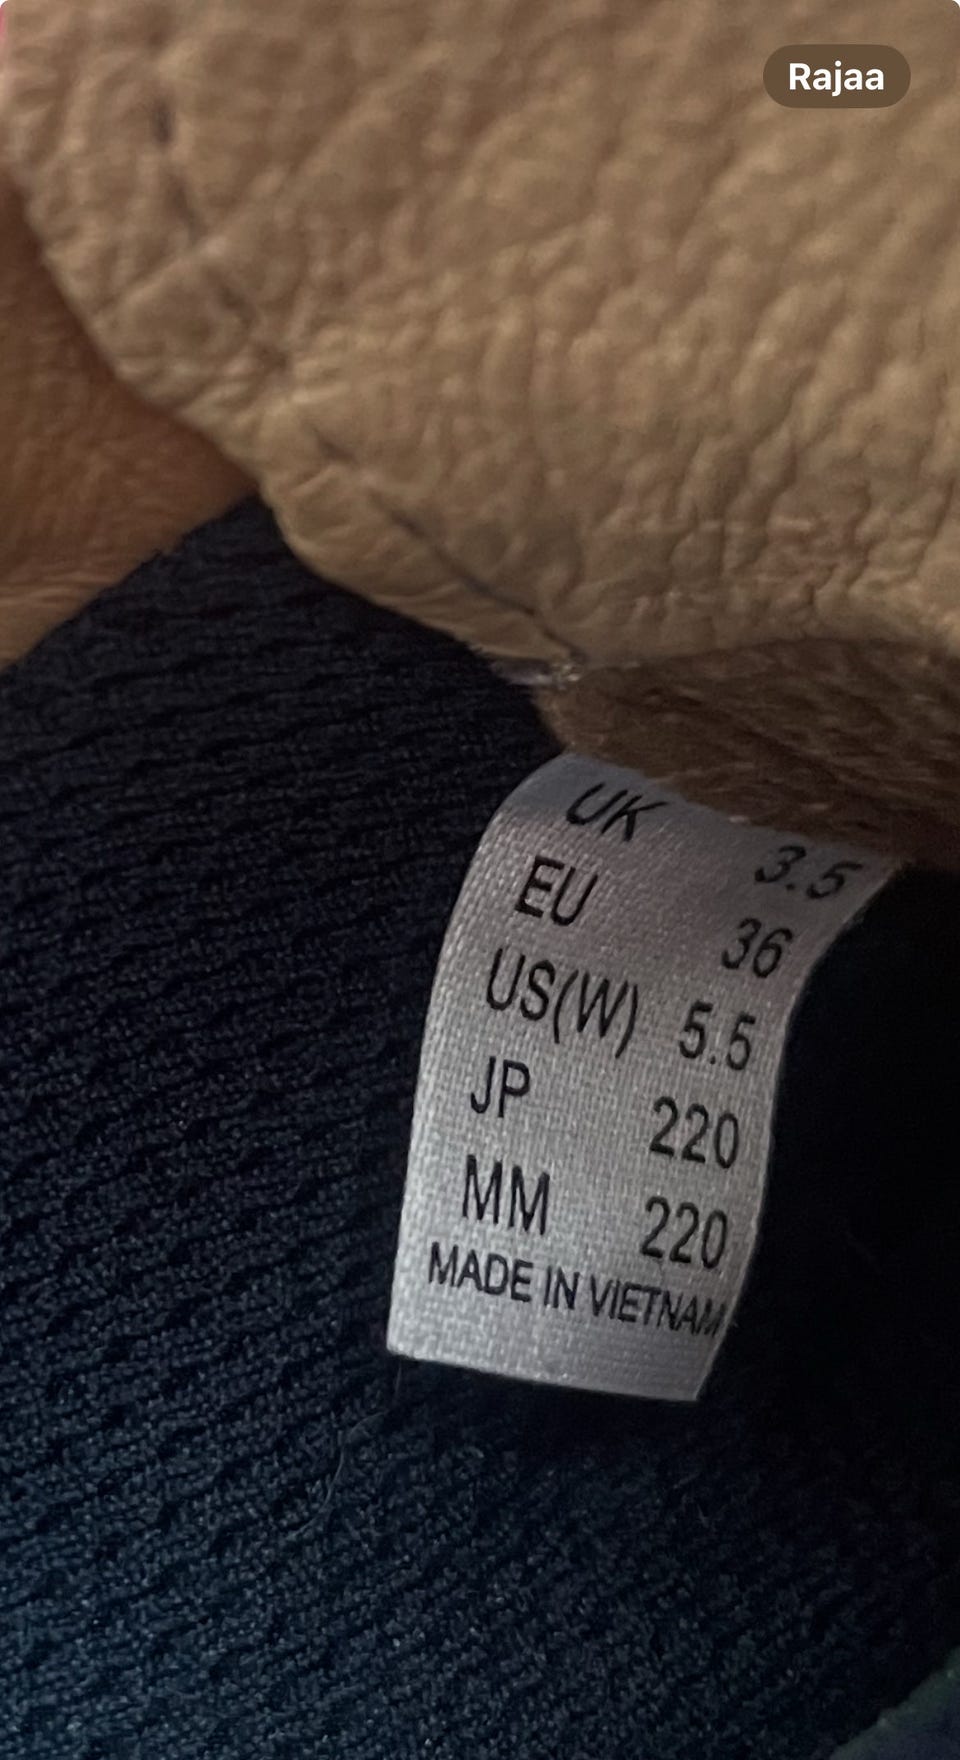 Rajaa
UK 3.5
EU 36
US(W) 5.5
JP 220
MM 220
MADE IN VIETNAM